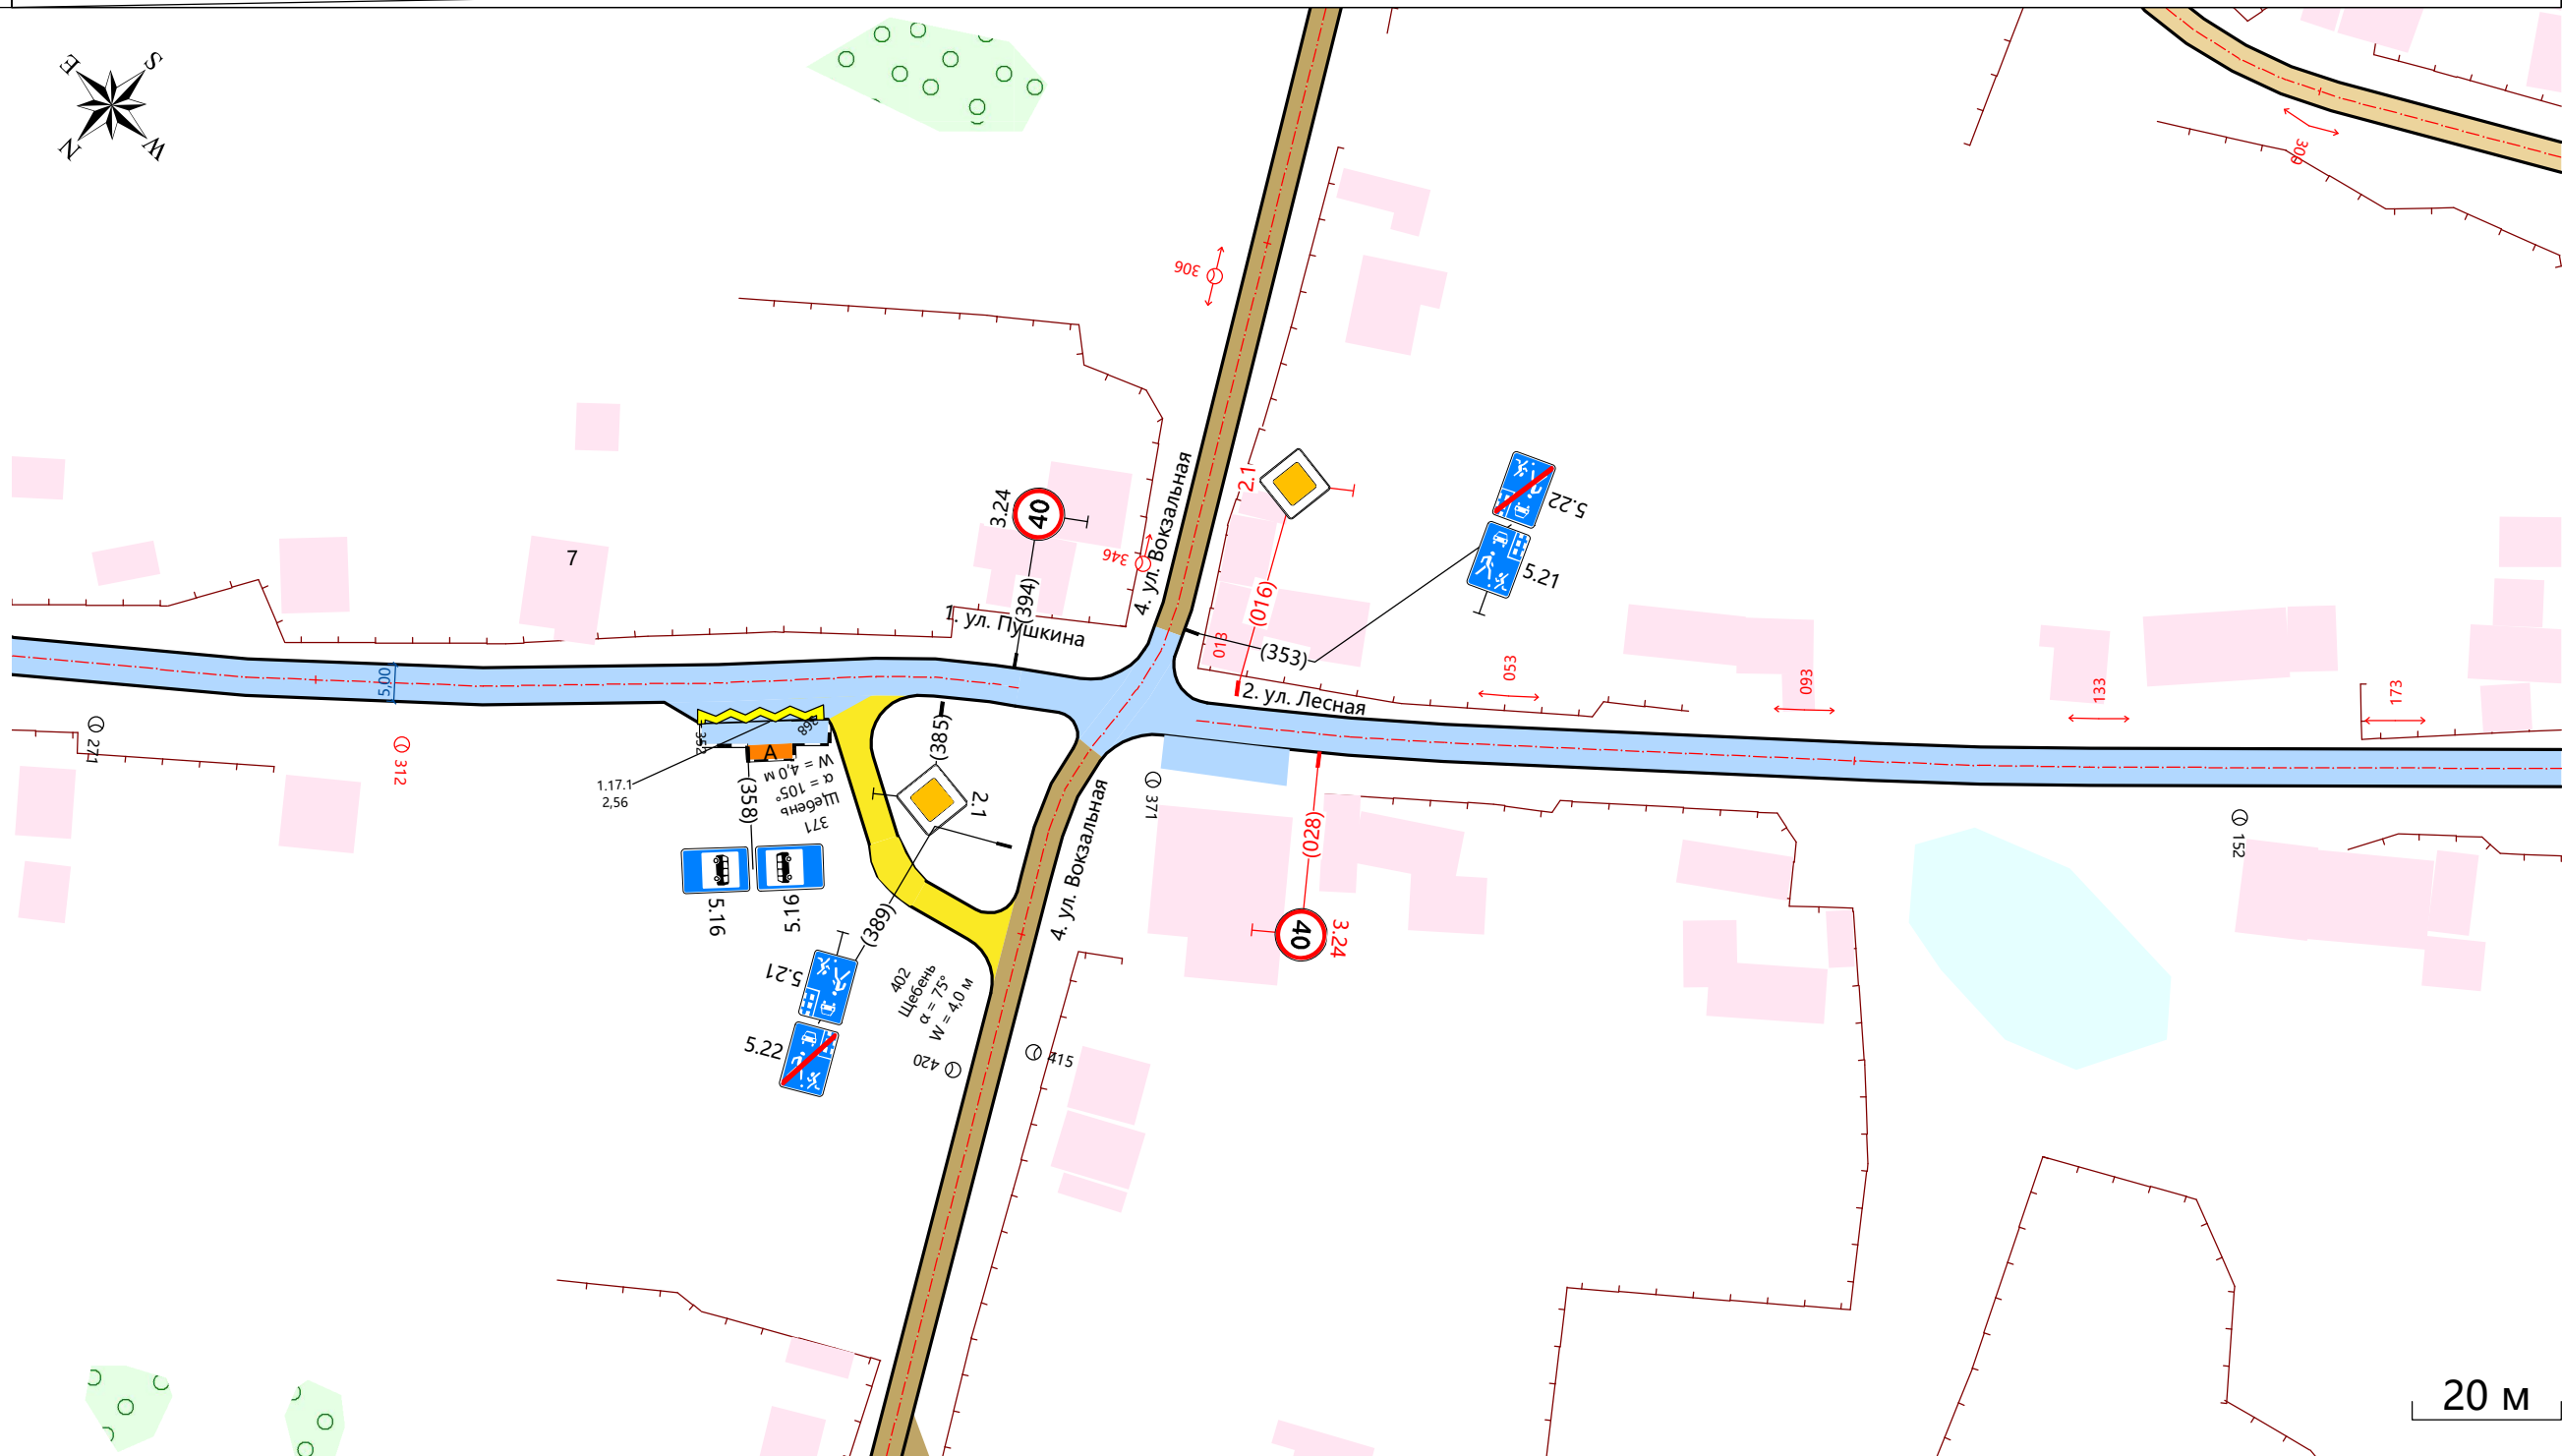 E
S
N
W
300
306
5.22
2.1
3.24
40
5.21
346
4. ул. Вокзальная
(394)
(016)
7
1. ул. Пушкина
013
(353)
053
093
133
173
2. ул. Лесная
5,00
271
312
352
368
А
(385)
W = 4,0 м
α = 105°
Щебень
371
1.17.1
2,56
(358)
2.1
371
(028)
152
4. ул. Вокзальная
5.16
5.16
(389)
40
3.24
5.21
402
Щебень
α = 75°
W = 4,0 м
5.22
420
415
20 м